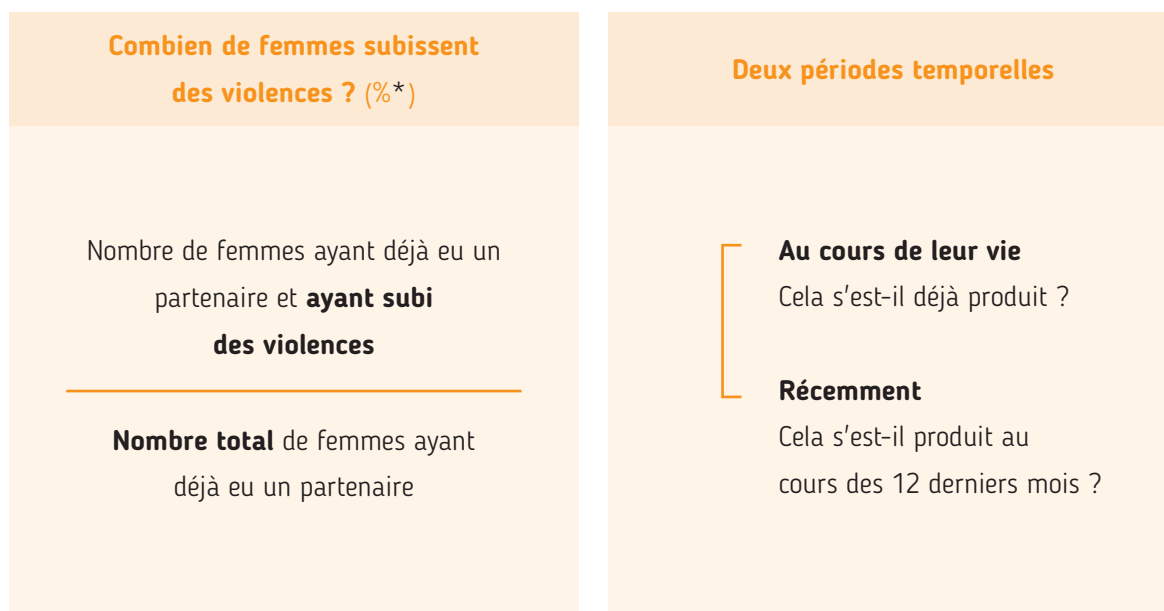 Combien de femmes subissent
des violences ? (%*)
Nombre de femmes ayant déjà eu un
partenaire et ayant subi
des violences
Nombre total de femmes ayant
déjà eu un partenaire
Deux périodes temporelles
Au cours de leur vie
Cela s'est-il déjà produit ?
Récemment
Cela s'est-il produit au
cours des 12 derniers mois ?